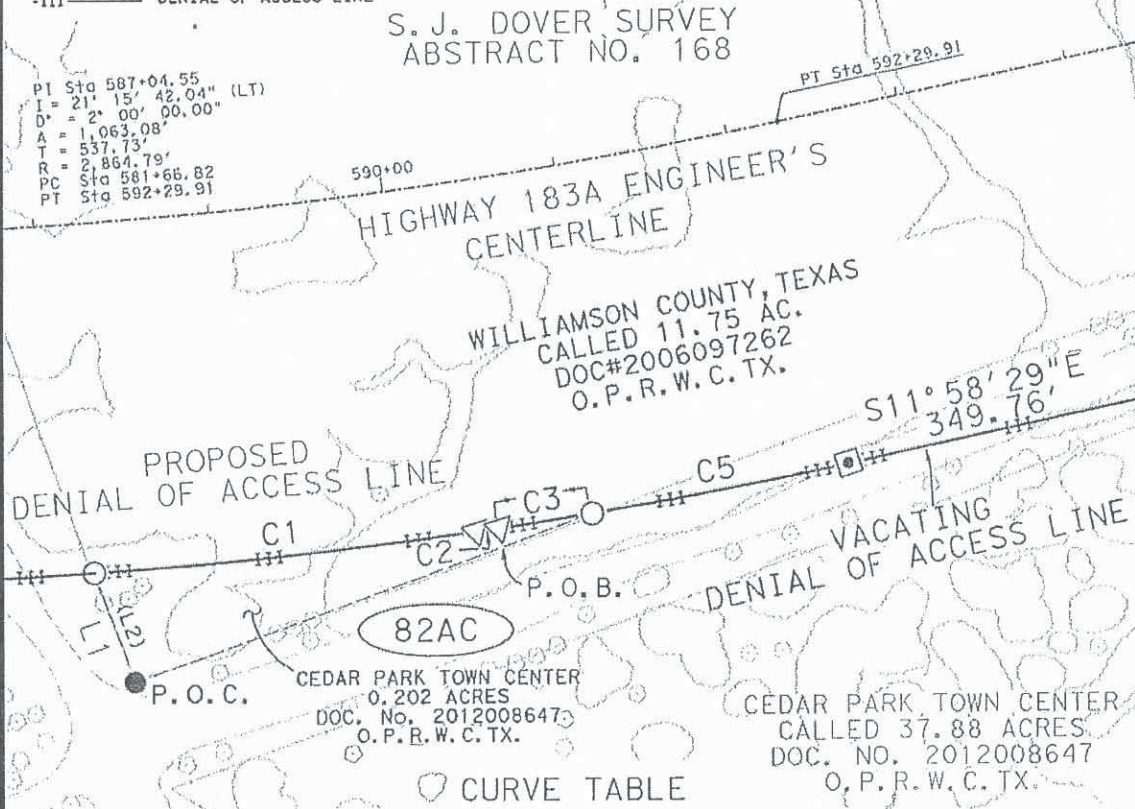 DENIAL OF ACCESS LINE
S. J. DOVER SURVEY
ABSTRACT NO. 168
PI Sta 587+04.55
I = 21° 15' 42.04" (LT)
D° = 2° 00' 00.00"
A = 1,063.08'
T = 537.73'
R = 2,864.79'
PC Sta 581+66.82
PT Sta 592+29.91
PT Sta 592+29.91
590+00
HIGHWAY 183A ENGINEER'S
CENTERLINE
WILLIAMSON COUNTY, TEXAS
CALLED 11.75 AC.
DOC#2006097262
O.P.R.W.C.TX.
S11°58'29"E
349.76'
PROPOSED
DENIAL OF ACCESS LINE
C1
C2
C3
C5
VACATING
DENIAL OF ACCESS LINE
P.O.B.
L1
(L2)
82AC
P.O.C.
CEDAR PARK TOWN CENTER
0.202 ACRES
DOC. No. 2012008647
O.P.R.W.C.TX.
CEDAR PARK TOWN CENTER
CALLED 37.88 ACRES
DOC. NO. 2012008647
O.P.R.W.C.TX.
CURVE TABLE